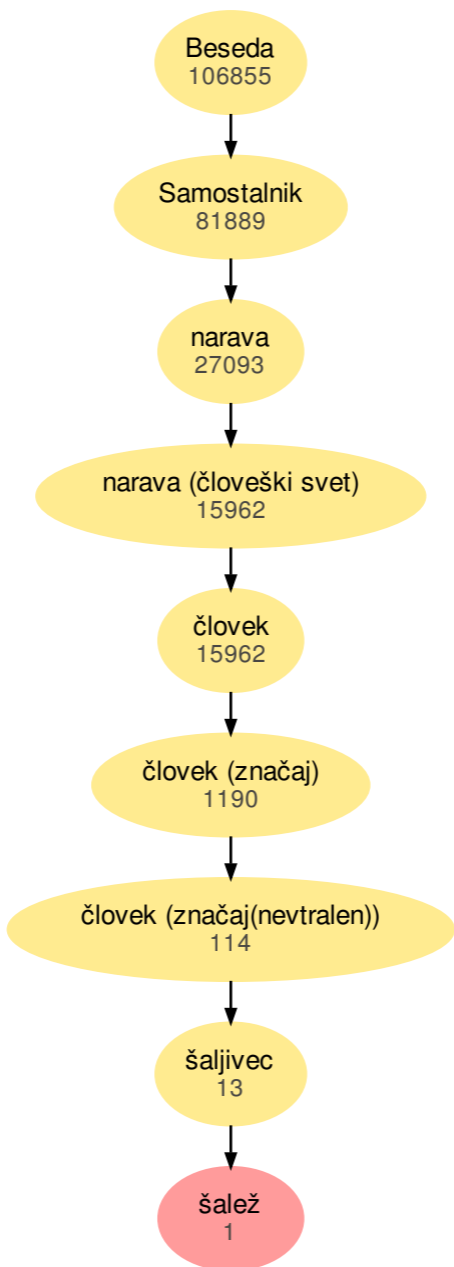 Beseda
106855
Samostalnik
81889
narava
27093
narava (človeški svet)
15962
človek
15962
človek (značaj)
1190
človek (značaj(nevtralen))
114
šaljivec
13
šalež
1